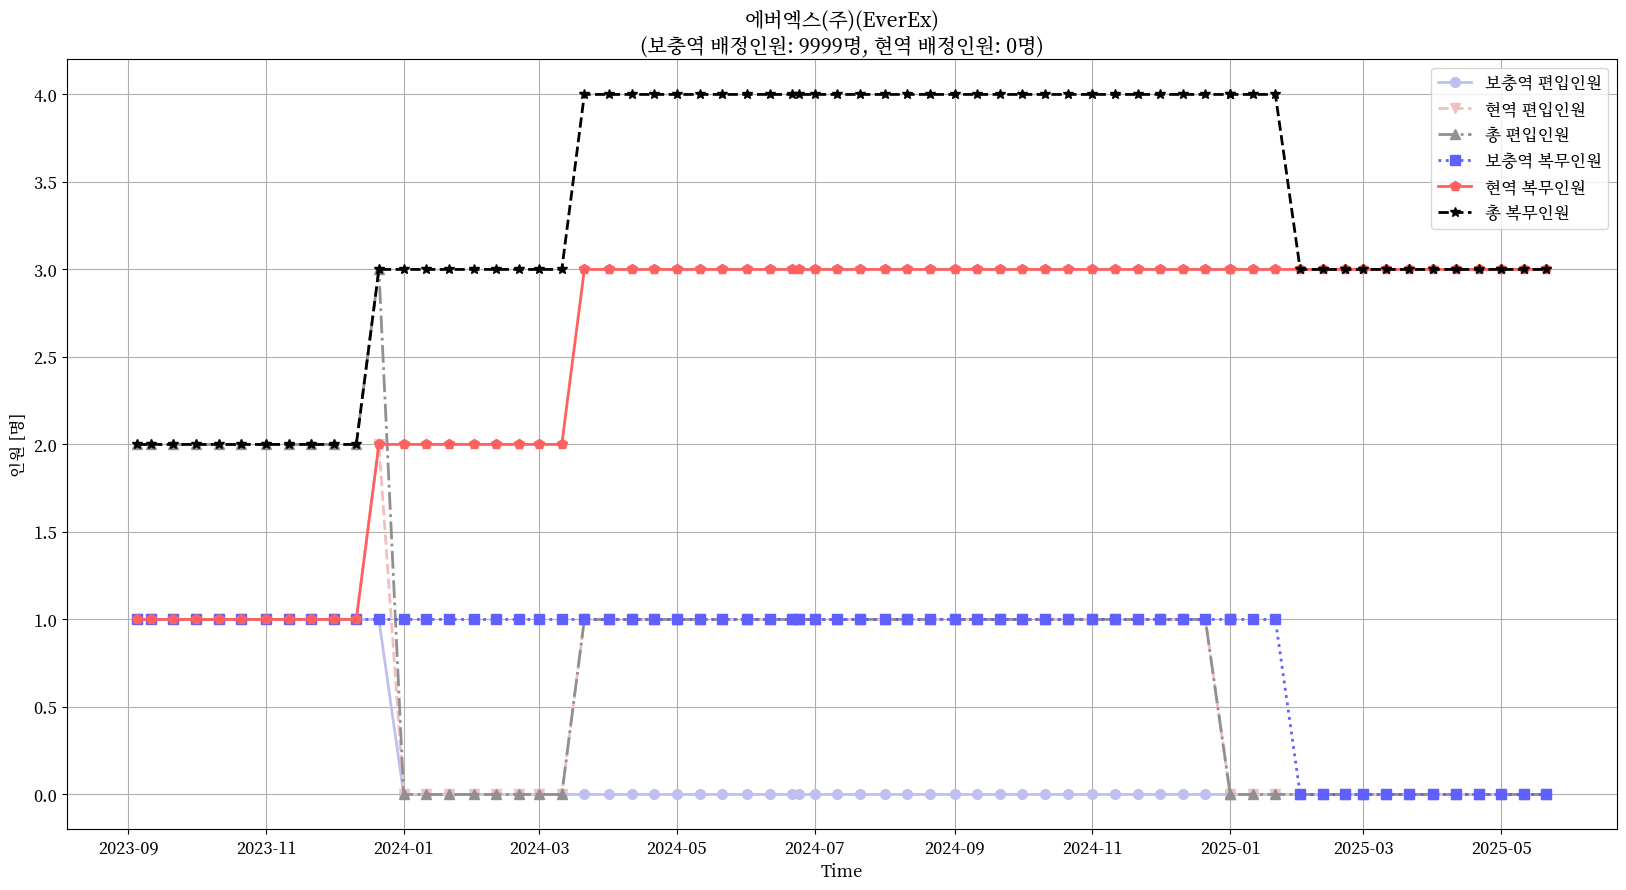 에버엑스(주)(EverEx)
(보충역 배정인원: 9999명, 현역 배정인원: 0명)
보충역 편입인원
현역 편입인원
총 편입인원
보충역 복무인원
현역 복무인원
총 복무인원
인원 [명]
4.0
3.5
3.0
2.5
2.0
1.5
1.0
0.5
0.0
2023-09
2023-11
2024-01
2024-03
2024-05
2024-07
2024-09
2024-11
2025-01
2025-03
2025-05
Time